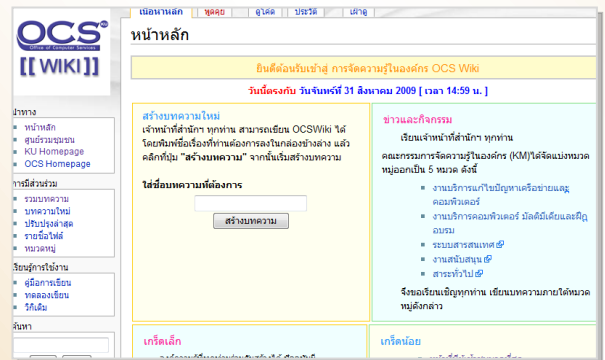 เนื้อหาหลัก พูดคุย ดูโค้ด ประวัติ เฝ้าดู
OCS
Office of Computer Services
[[ WIKI ]]
หน้าหลัก
ยินดีต้อนรับเข้าสู่ การจัดความรู้ในองค์กร OCS Wiki
วันนี้ตรงกับ วันจันทร์ที่ 31 สิงหาคม 2009 [ เวลา 14:59 น. ]
นำทาง
หน้าหลัก
ศูนย์รวมชุมชน
KU Homepage
OCS Homepage
การมีส่วนร่วม
รวมบทความ
บทความใหม่
ปรับปรุงล่าสุด
รายชื่อไฟล์
หมวดหมู่
เรียนรู้การใช้งาน
คู่มือการเขียน
ทดลองเขียน
วิกิเดิม
ค้นหา
สร้างบทความใหม่
เจ้าหน้าที่สำนักฯ ทุกท่าน สามารถเขียน OCSWiki ได้
โดยพิมพ์ชื่อเรื่องที่ท่านต้องการลงในกล่องข้างล่าง แล้ว
คลิกที่ปุ่ม "สร้างบทความ" จากนั้นเริ่มสร้างบทความ
ใส่ชื่อบทความที่ต้องการ
สร้างบทความ
ข่าวและกิจกรรม
เรียนเจ้าหน้าที่สำนักฯ ทุกท่าน
คณะกรรมการจัดความรู้ในองค์กร (KM)ได้จัดแบ่งหมวด
หมู่ออกเป็น 5 หมวด ดังนี้
งานบริการแก้ไขปัญหาเครือข่ายและ
คอมพิวเตอร์
งานบริการคอมพิวเตอร์ มัลติมีเดียและฝึก
อบรม
ระบบสารสนเทศ
งานสนับสนุน
สาระทั่วไป
จึงขอเรียนเชิญทุกท่าน เขียนบทความภายใต้หมวด
หมู่ดังกล่าว
เกร็ดเล็ก
เกร็ดน้อย